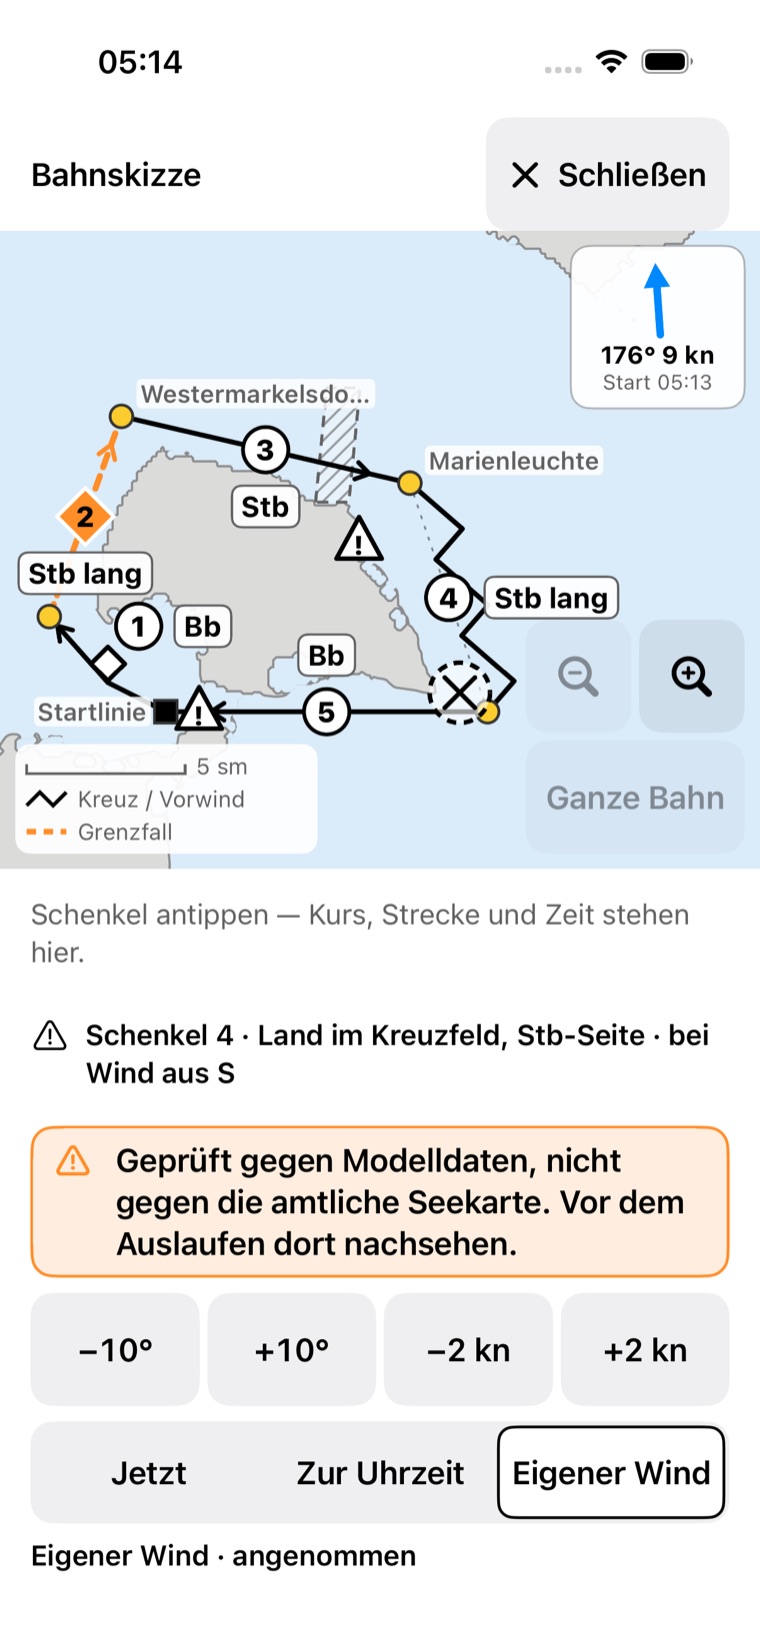 05:14
Bahnskizze
Schließen
176° 9 kn
Start 05:13
Westermarkelsdo...
3
Marienleuchte
Stb
2
!
Stb lang
4
Stb lang
1
Bb
Bb
Startlinie
!
5
5 sm
Kreuz / Vorwind
Grenzfall
Ganze Bahn
Schenkel antippen — Kurs, Strecke und Zeit stehen
hier.
Schenkel 4 · Land im Kreuzfeld, Stb-Seite · bei
Wind aus S
Geprüft gegen Modelldaten, nicht
gegen die amtliche Seekarte. Vor dem
Auslaufen dort nachsehen.
−10°
+10°
−2 kn
+2 kn
Jetzt
Zur Uhrzeit
Eigener Wind
Eigener Wind · angenommen